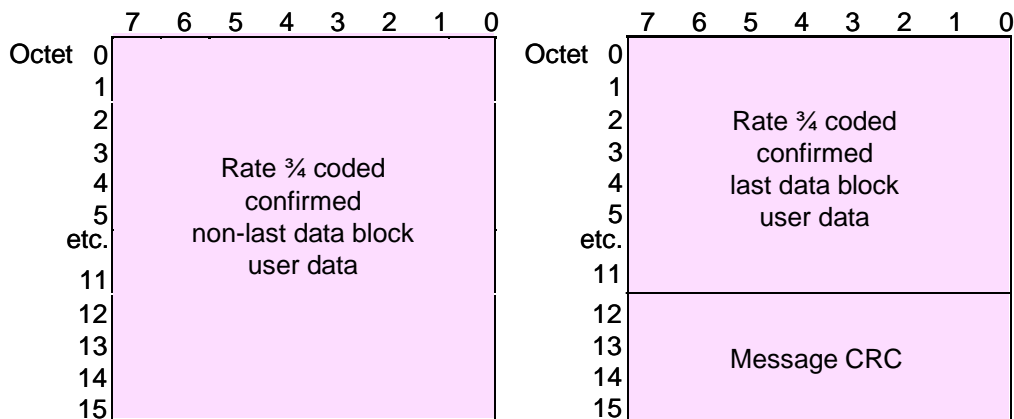 7 6 5 4 3 2 1 0
Octet 0
1
2
3
4
5
etc.
11
12
13
14
15
Rate ¾ coded
confirmed
non-last data block
user data
7 6 5 4 3 2 1 0
Octet 0
1
2
3
4
5
etc.
11
12
13
14
15
Rate ¾ coded
confirmed
last data block
user data
Message CRC